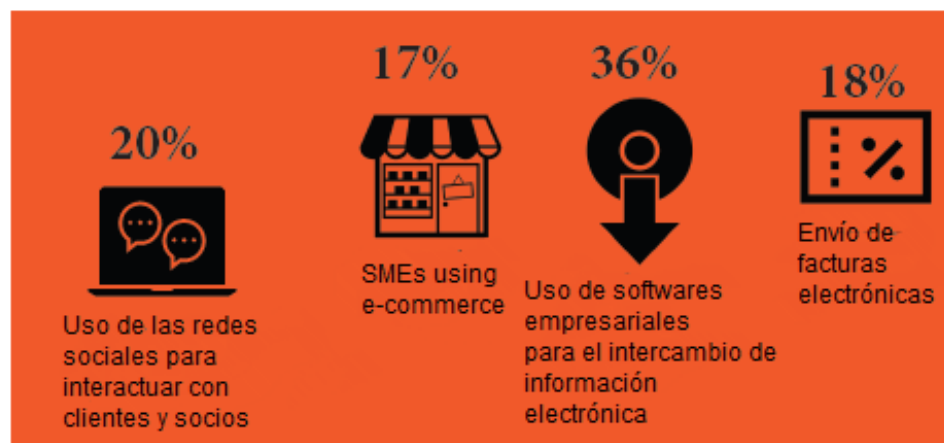 20%
Uso de las redes
sociales para
interactuar con
clientes y socios
17%
SMEs using
e-commerce
36%
Uso de softwares
empresariales
para el intercambio de
información
electrónica
18%
%
Envío de
facturas
electrónicas